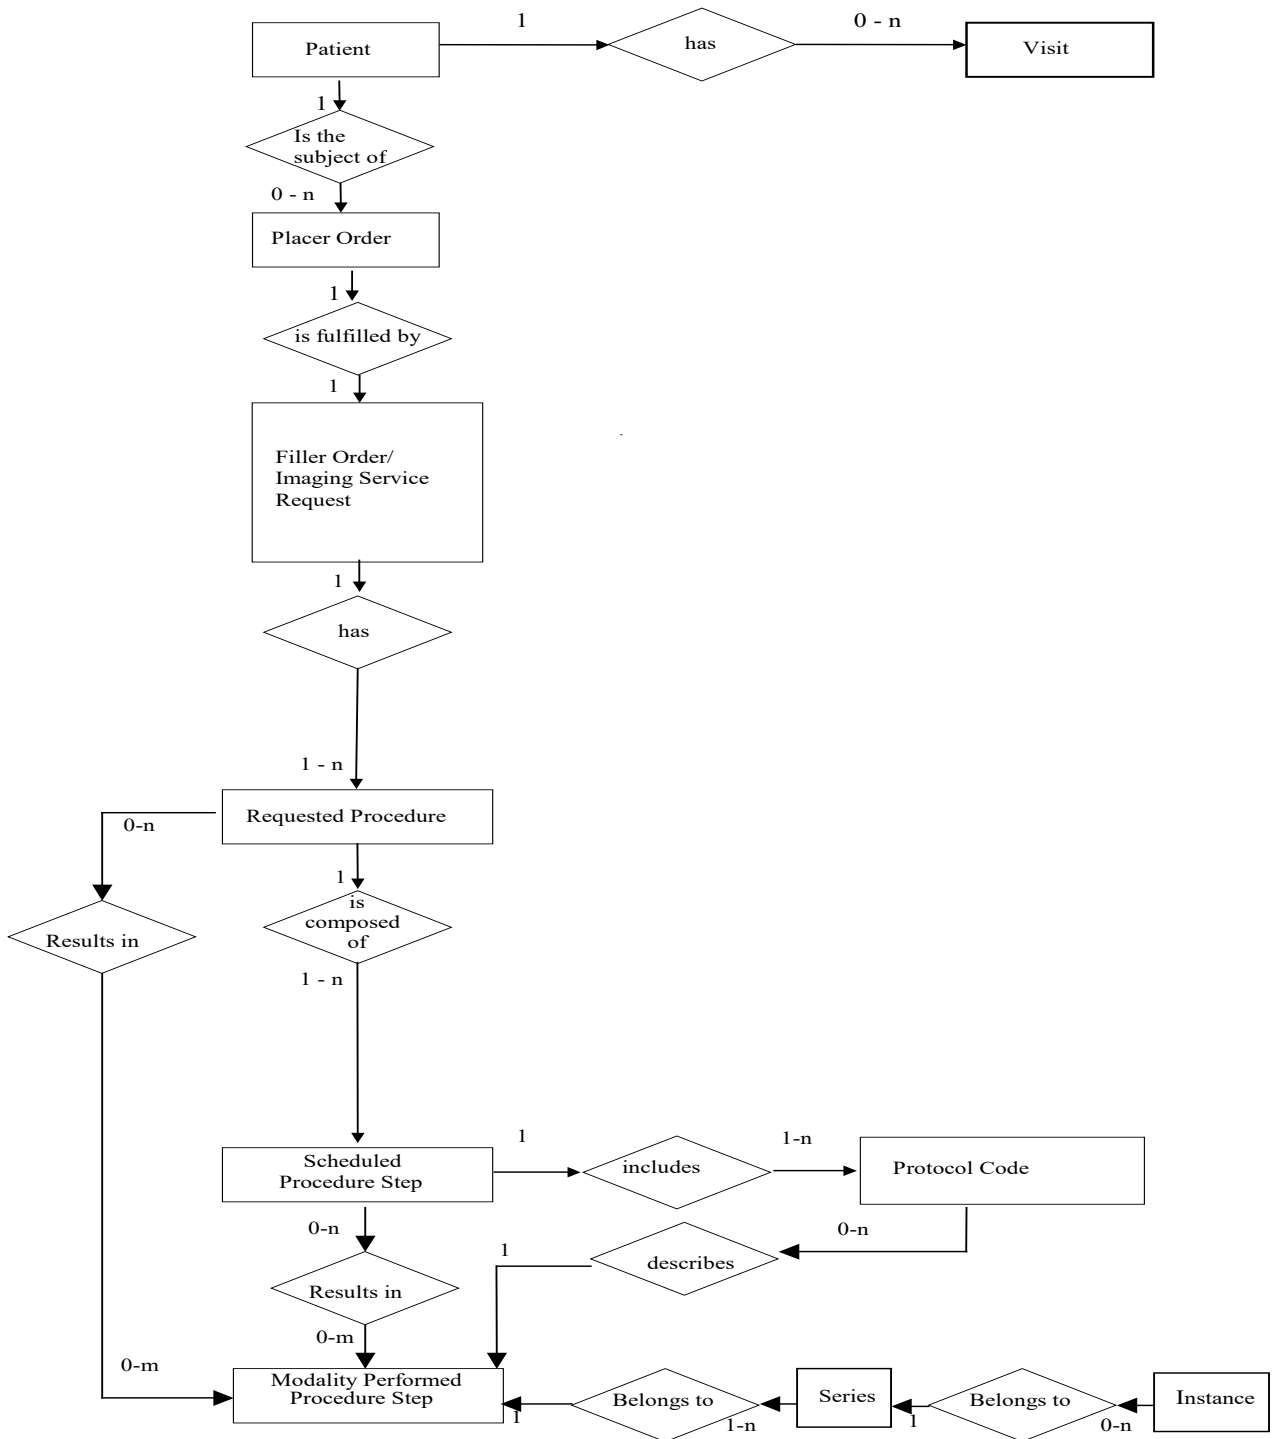 1
0 - n
Patient
has
Visit
1
Is the
subject of
0 - n
Placer Order
1
is fulfilled by
1
Filler Order/
Imaging Service
Request
1
has
1 - n
Requested Procedure
0-n
1
is
composed
of
Results in
1 - n
1
1-n
Scheduled
Procedure Step
includes
Protocol Code
0-n
0-n
1
describes
Results in
0-m
0-m
Modality Performed
Procedure Step
1
Belongs to
1-n
Series
1
Belongs to
0-n
Instance